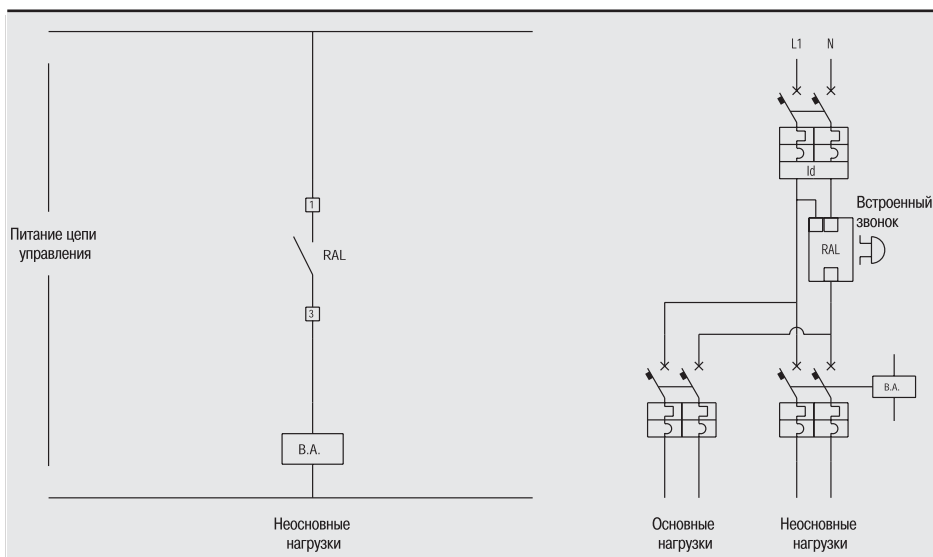 Питание цепи
управления
1
RAL
3
B.A.
Неосновные
нагрузки
L1 N
Id
Встроенный
звонок
RAL
B.A.
Основные
нагрузки
Неосновные
нагрузки